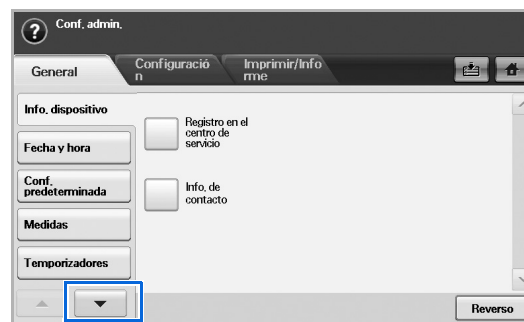 Conf. admin.
General
Configuració
n
Imprimir/Info
rme
Info. dispositivo
Fecha y hora
Conf.
predeterminada
Medidas
Temporizadores
Registro en el
centro de
servicio
Info. de
contacto
Reverso